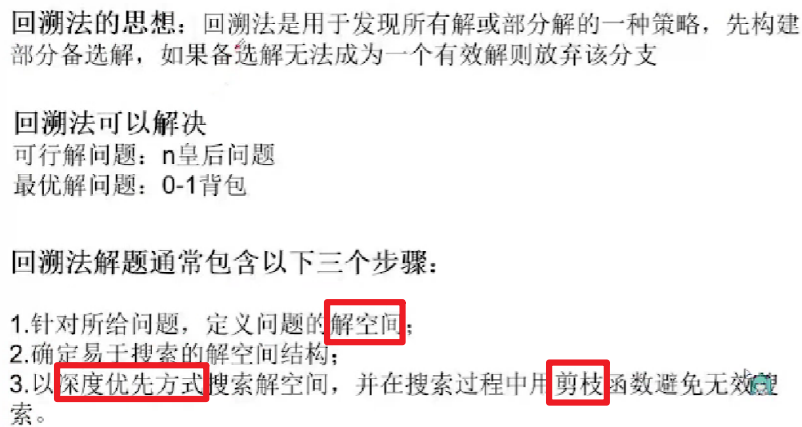 回溯法的思想：回溯法是用于发现所有解或部分解的一种策略，先构建
部分备选解，如果备选解无法成为一个有效解则放弃该分支
回溯法可以解决
可行解问题：n皇后问题
最优解问题：0-1背包
回溯法解题通常包含以下三个步骤：
1.针对所给问题，定义问题的解空间；
2.确定易于搜索的解空间结构；
3.以深度优先方式搜索解空间，并在搜索过程中用剪枝函数避免无效搜
索。